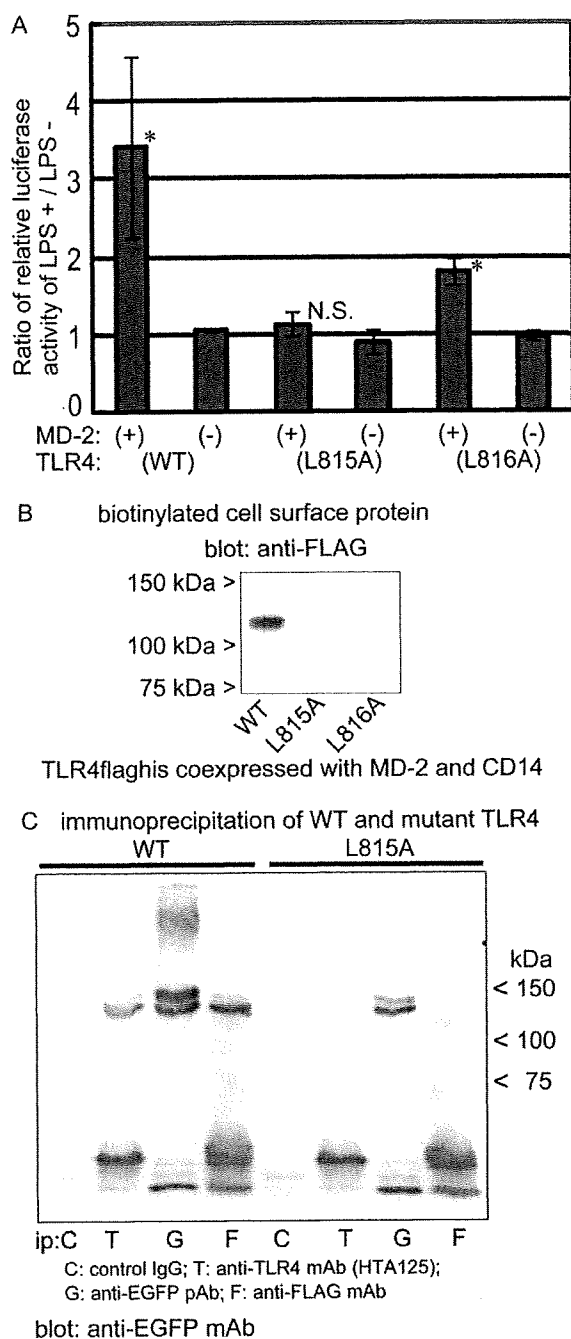 A
5
4
3
2
1
0
Ratio of relative luciferase
activity of LPS + / LPS -
*
N.S.
*
MD-2: (+) (-) (+) (-) (+) (-)
TLR4: (WT) (L815A) (L816A)
B biotinylated cell surface protein
blot: anti-FLAG
150 kDa >
100 kDa >
75 kDa >
WT L815A L816A
TLR4flaghis coexpressed with MD-2 and CD14
C immunoprecipitation of WT and mutant TLR4
WT L815A
kDa
< 150
< 100
< 75
ip:C T G F C T G F
C: control IgG; T: anti-TLR4 mAb (HTA125);
G: anti-EGFP pAb; F: anti-FLAG mAb
blot: anti-EGFP mAb